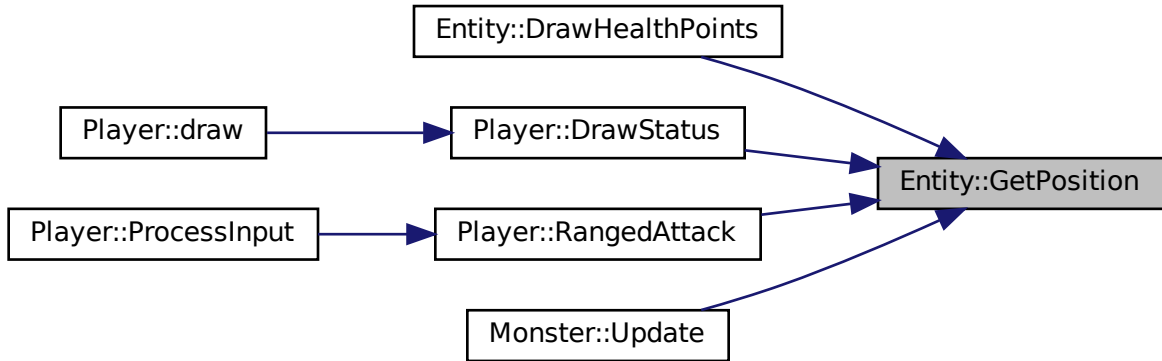 Entity::DrawHealthPoints
Player::draw
Player::DrawStatus
Entity::GetPosition
Player::ProcessInput
Player::RangedAttack
Monster::Update